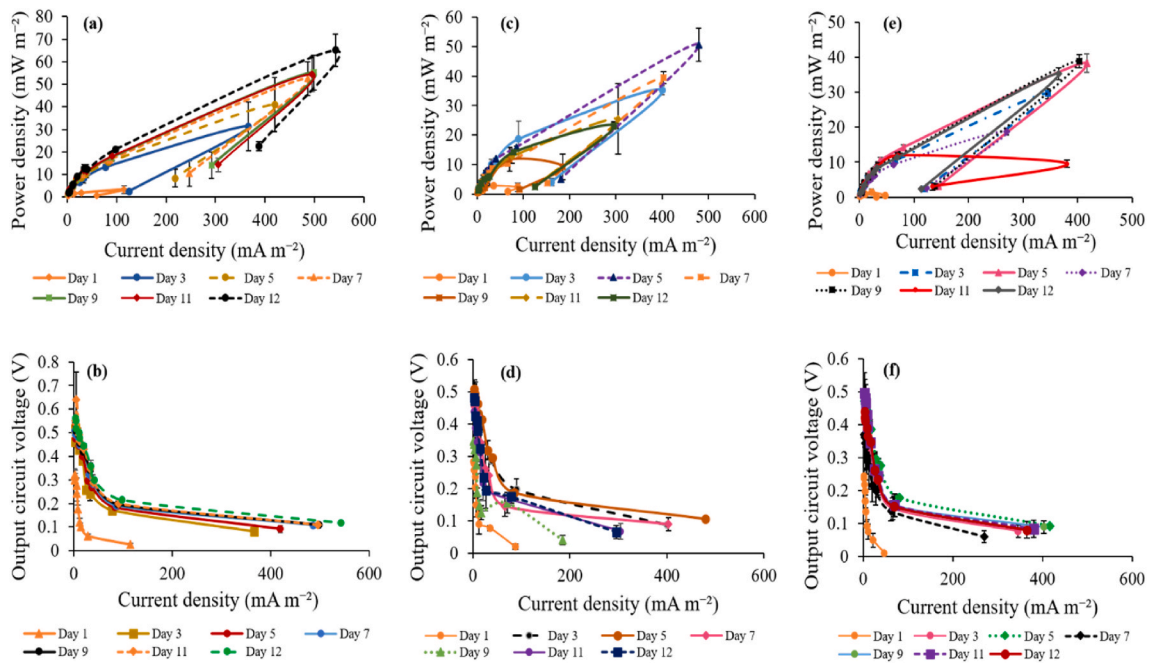 (a)
Power density (mW m⁻²)
80
70
60
50
40
30
20
10
0
0 100 200 300 400 500 600
Current density (mA m⁻²)
Day 1 Day 3 Day 5 Day 7
Day 9 Day 11 Day 12
(c)
Power density (mW m⁻²)
60
50
40
30
20
10
0
0 100 200 300 400 500 600
Current density (mA m⁻²)
Day 1 Day 3 Day 5 Day 7
Day 9 Day 11 Day 12
(e)
Power density (mW m⁻²)
50
40
30
20
10
0
0 100 200 300 400 500
Current density (mA m⁻²)
Day 1 Day 3 Day 5 Day 7
Day 9 Day 11 Day 12
(b)
Output circuit voltage (V)
0.8
0.7
0.6
0.5
0.4
0.3
0.2
0.1
0
0 200 400 600
Current density (mA m⁻²)
Day 1 Day 3 Day 5 Day 7
Day 9 Day 11 Day 12
(d)
Output circuit voltage (V)
0.6
0.5
0.4
0.3
0.2
0.1
0
0 200 400 600
Current density (mA m⁻²)
Day 1 Day 3 Day 5 Day 7
Day 9 Day 11 Day 12
(f)
Output circuit voltage (V)
0.6
0.5
0.4
0.3
0.2
0.1
0
0 200 400 600
Current density (mA m⁻²)
Day 1 Day 3 Day 5 Day 7
Day 9 Day 11 Day 12